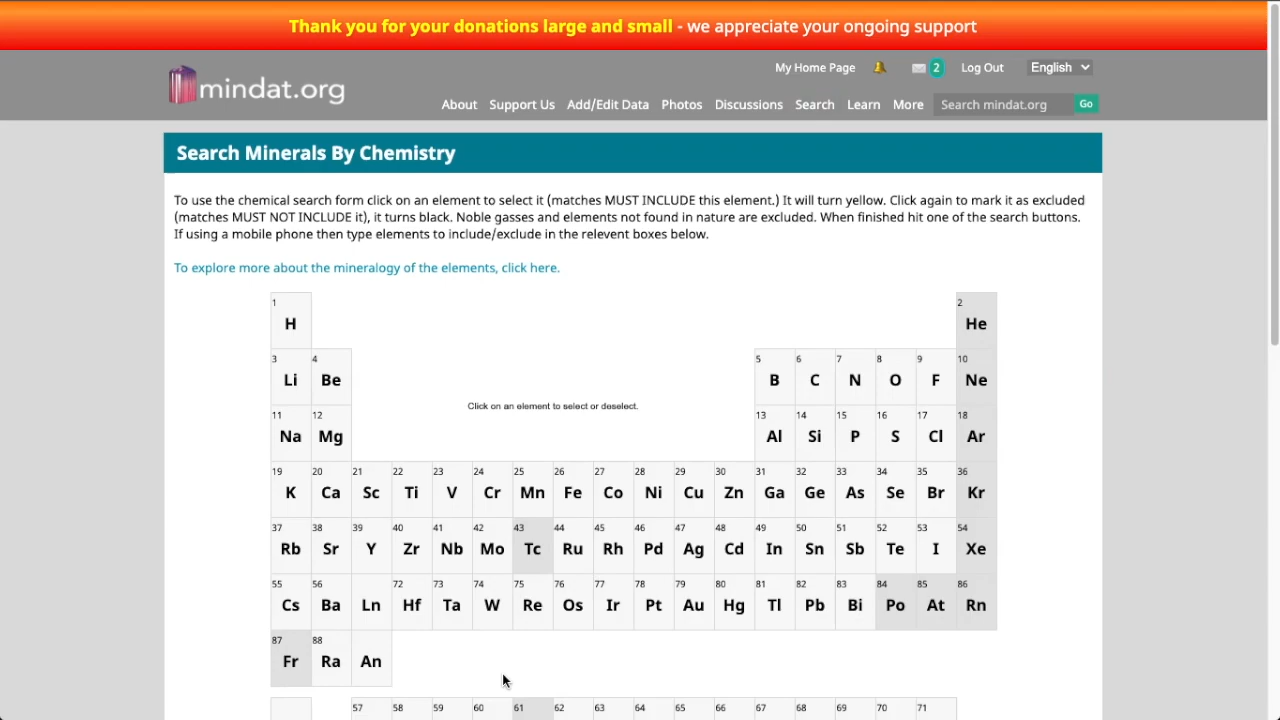 Thank you for your donations large and small - we appreciate your ongoing support
My Home Page 2 Log Out English
mindat.org
About Support Us Add/Edit Data Photos Discussions Search Learn More Search mindat.org Go
Search Minerals By Chemistry
To use the chemical search form click on an element to select it (matches MUST INCLUDE this element.) It will turn yellow. Click again to mark it as excluded
(matches MUST NOT INCLUDE it), it turns black. Noble gasses and elements not found in nature are excluded. When finished hit one of the search buttons.
If using a mobile phone then type elements to include/exclude in the relevent boxes below.
To explore more about the mineralogy of the elements, click here.
1 2
H He
3 4 5 6 7 8 9 10
Li Be B C N O F Ne
Click on an element to select or deselect.
11 12 13 14 15 16 17 18
Na Mg Al Si P S Cl Ar
19 20 21 22 23 24 25 26 27 28 29 30 31 32 33 34 35 36
K Ca Sc Ti V Cr Mn Fe Co Ni Cu Zn Ga Ge As Se Br Kr
37 38 39 40 41 42 43 44 45 46 47 48 49 50 51 52 53 54
Rb Sr Y Zr Nb Mo Tc Ru Rh Pd Ag Cd In Sn Sb Te I Xe
55 56 72 73 74 75 76 77 78 79 80 81 82 83 84 85 86
Cs Ba Ln Hf Ta W Re Os Ir Pt Au Hg Tl Pb Bi Po At Rn
87 88
Fr Ra An
57 58 59 60 61 62 63 64 65 66 67 68 69 70 71